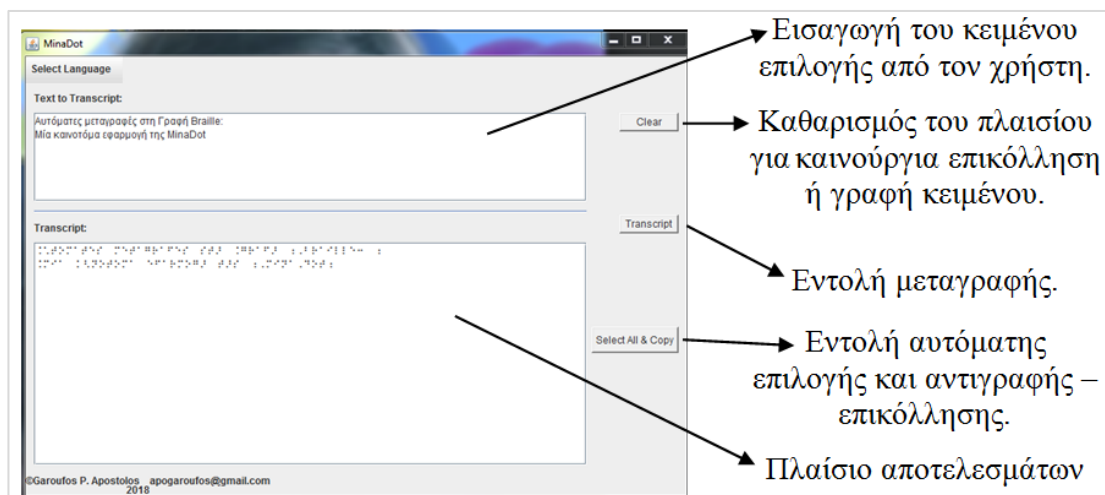 MinaDot
Select Language
Text to Transcript:
Αυτόματες μεταγραφές στη Γραφή Braille:
Μία καινοτόμα εφαρμογή της MinaDot
Clear
Transcript
Transcript:
Select All & Copy
©Garoufos P. Apostolos apogaroufos@gmail.com
2018
Εισαγωγή του κειμένου
επιλογής από τον χρήστη.
Καθαρισμός του πλαισίου
για καινούργια επικόλληση
ή γραφή κειμένου.
Εντολή μεταγραφής.
Εντολή αυτόματης
επιλογής και αντιγραφής –
επικόλλησης.
Πλαίσιο αποτελεσμάτων